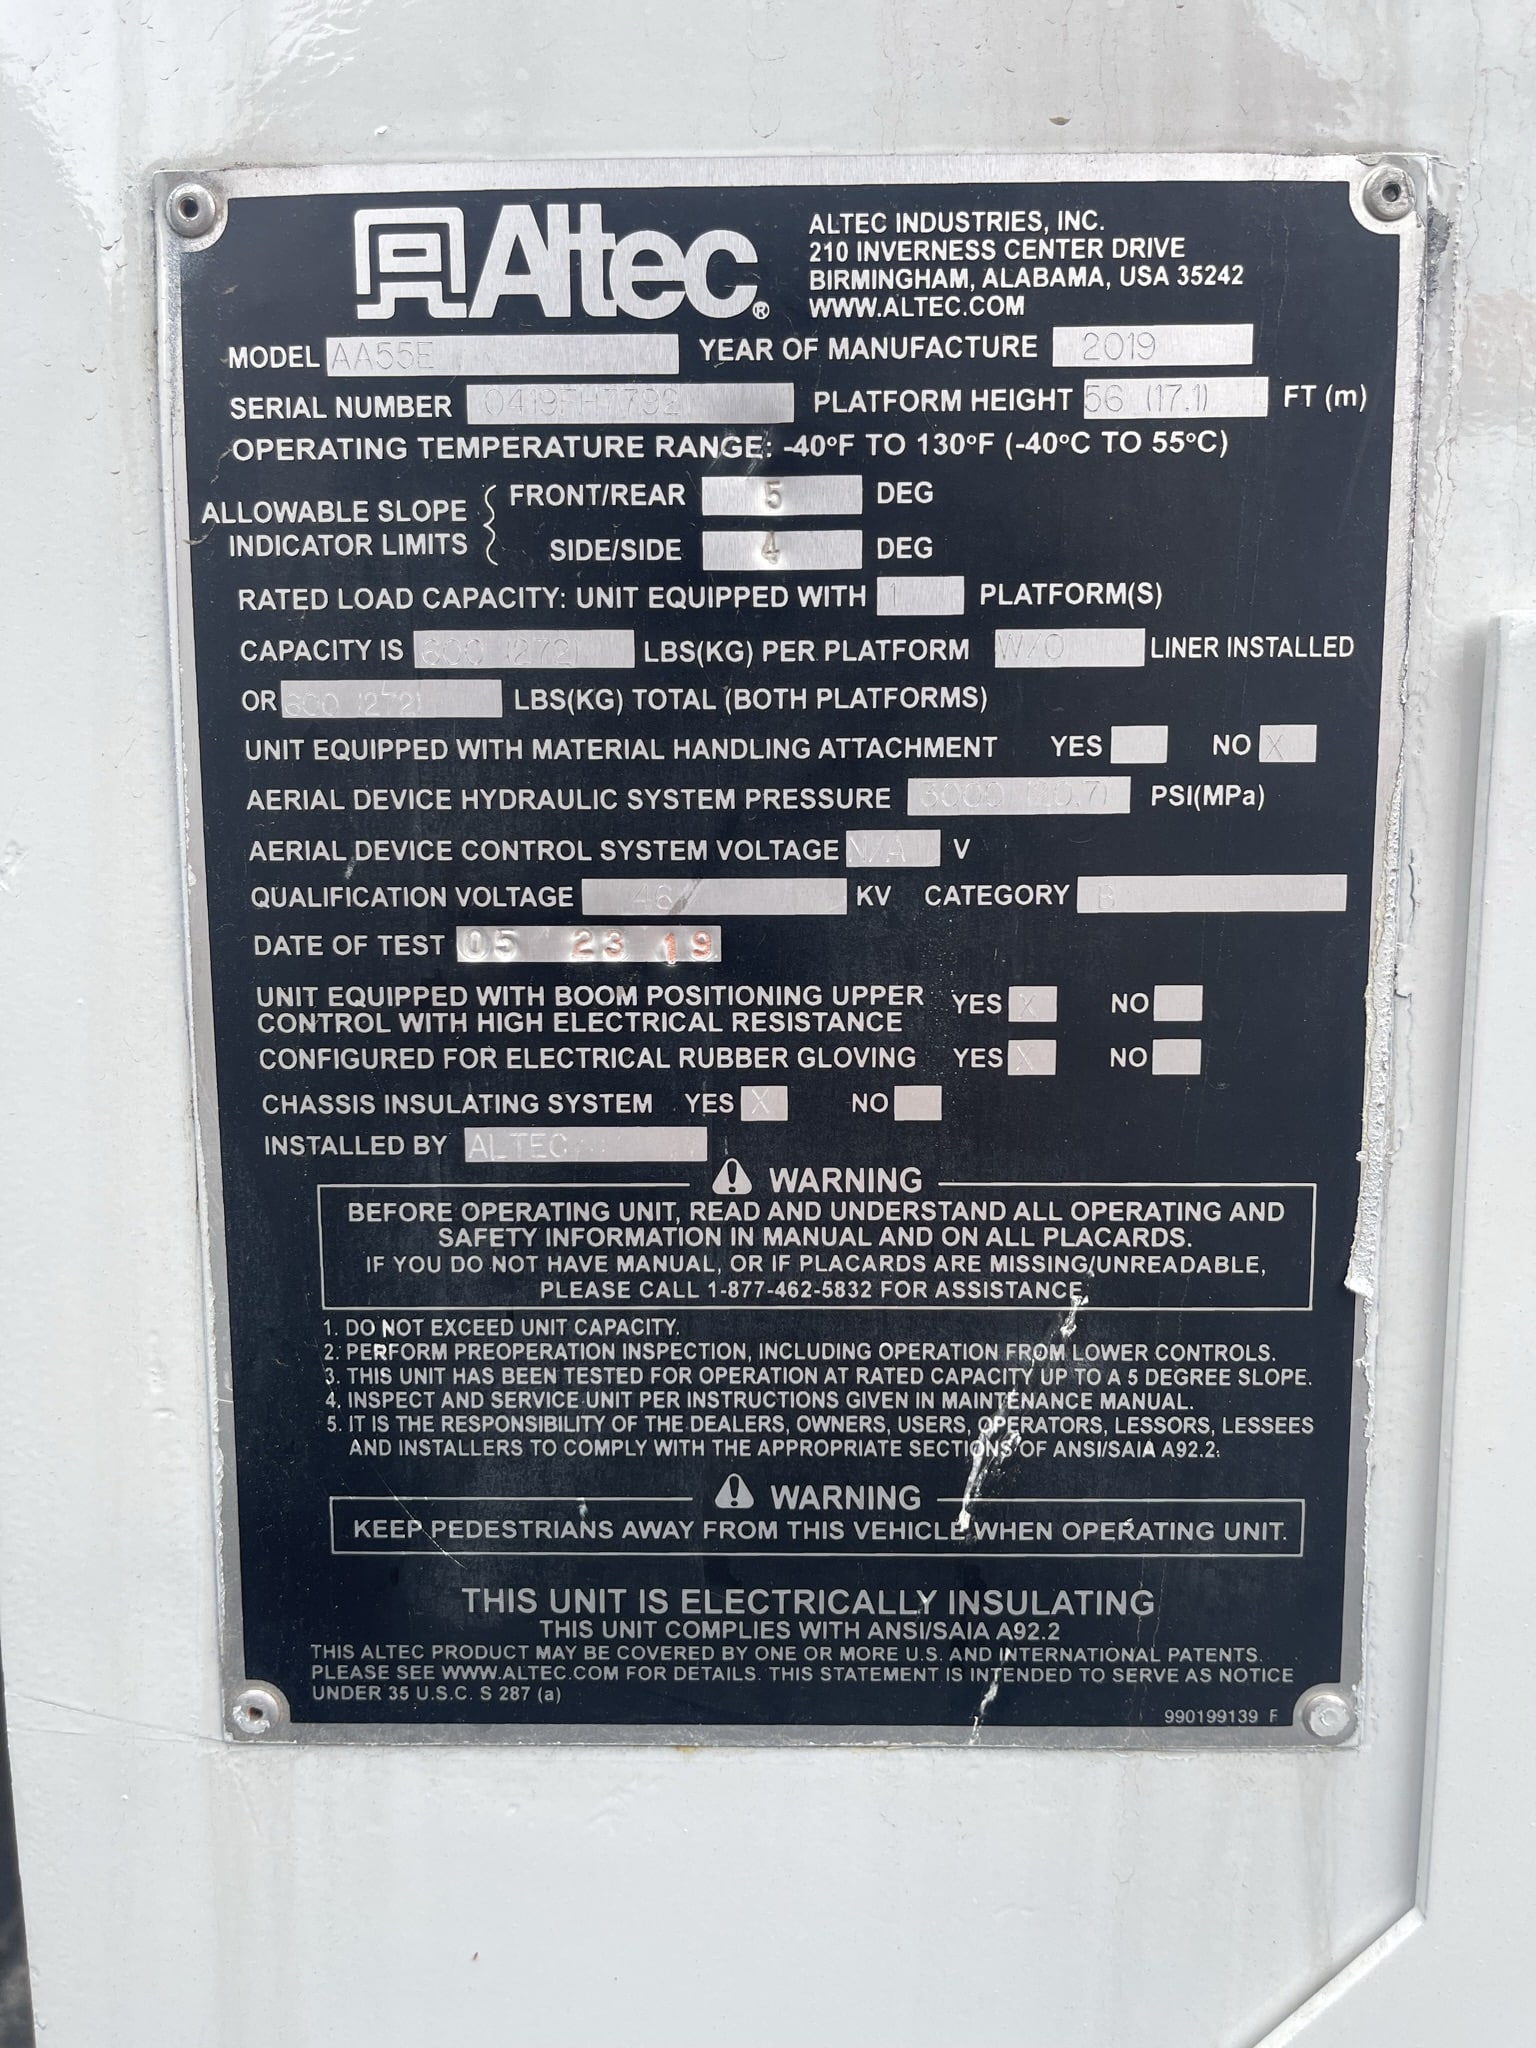 Altec®
ALTEC INDUSTRIES, INC.
210 INVERNESS CENTER DRIVE
BIRMINGHAM, ALABAMA, USA 35242
WWW.ALTEC.COM
MODEL AA55E YEAR OF MANUFACTURE 2019
SERIAL NUMBER PLATFORM HEIGHT 56 (17.1) FT (m)
OPERATING TEMPERATURE RANGE: -40°F TO 130°F (-40°C TO 55°C)
ALLOWABLE SLOPE INDICATOR LIMITS
FRONT/REAR 5 DEG
SIDE/SIDE 4 DEG
RATED LOAD CAPACITY: UNIT EQUIPPED WITH 1 PLATFORM(S)
CAPACITY IS 600 (272) LBS(KG) PER PLATFORM W/O LINER INSTALLED
OR 600 (272) LBS(KG) TOTAL (BOTH PLATFORMS)
UNIT EQUIPPED WITH MATERIAL HANDLING ATTACHMENT YES NO X
AERIAL DEVICE HYDRAULIC SYSTEM PRESSURE 3000 (20.7) PSI(MPa)
AERIAL DEVICE CONTROL SYSTEM VOLTAGE N/A V
QUALIFICATION VOLTAGE 46 KV CATEGORY B
DATE OF TEST 05 23 19
UNIT EQUIPPED WITH BOOM POSITIONING UPPER YES X NO
CONTROL WITH HIGH ELECTRICAL RESISTANCE
CONFIGURED FOR ELECTRICAL RUBBER GLOVING YES X NO
CHASSIS INSULATING SYSTEM YES X NO
INSTALLED BY ALTEC
WARNING
BEFORE OPERATING UNIT, READ AND UNDERSTAND ALL OPERATING AND
SAFETY INFORMATION IN MANUAL AND ON ALL PLACARDS.
IF YOU DO NOT HAVE MANUAL, OR IF PLACARDS ARE MISSING/UNREADABLE,
PLEASE CALL 1-877-462-5832 FOR ASSISTANCE.
1. DO NOT EXCEED UNIT CAPACITY.
2. PERFORM PREOPERATION INSPECTION, INCLUDING OPERATION FROM LOWER CONTROLS.
3. THIS UNIT HAS BEEN TESTED FOR OPERATION AT RATED CAPACITY UP TO A 5 DEGREE SLOPE.
4. INSPECT AND SERVICE UNIT PER INSTRUCTIONS GIVEN IN MAINTENANCE MANUAL.
5. IT IS THE RESPONSIBILITY OF THE DEALERS, OWNERS, USERS, OPERATORS, LESSORS, LESSEES
AND INSTALLERS TO COMPLY WITH THE APPROPRIATE SECTIONS OF ANSI/SAIA A92.2.
WARNING
KEEP PEDESTRIANS AWAY FROM THIS VEHICLE WHEN OPERATING UNIT.
THIS UNIT IS ELECTRICALLY INSULATING
THIS UNIT COMPLIES WITH ANSI/SAIA A92.2
THIS ALTEC PRODUCT MAY BE COVERED BY ONE OR MORE U.S. AND INTERNATIONAL PATENTS.
PLEASE SEE WWW.ALTEC.COM FOR DETAILS. THIS STATEMENT IS INTENDED TO SERVE AS NOTICE
UNDER 35 U.S.C. S 287 (a)
990199139 F